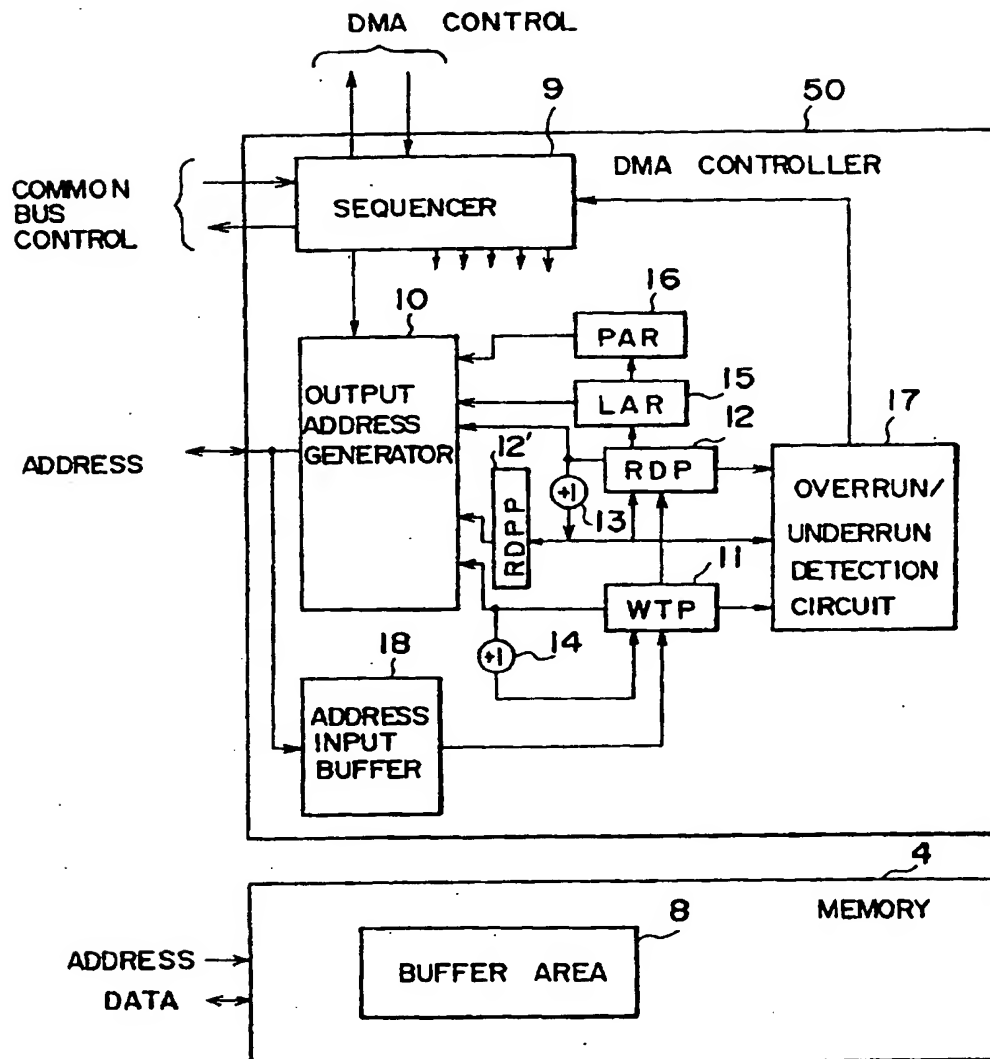 DMA CONTROL
9
50
COMMON
BUS
CONTROL
SEQUENCER
DMA CONTROLLER
10
16
PAR
15
LAR
OUTPUT
ADDRESS
GENERATOR
12
17
ADDRESS
12'
RDP
+1
13
RDPP
OVERRUN/
UNDERRUN
DETECTION
CIRCUIT
11
WTP
+1
14
18
ADDRESS
INPUT
BUFFER
4
MEMORY
8
ADDRESS
DATA
BUFFER AREA